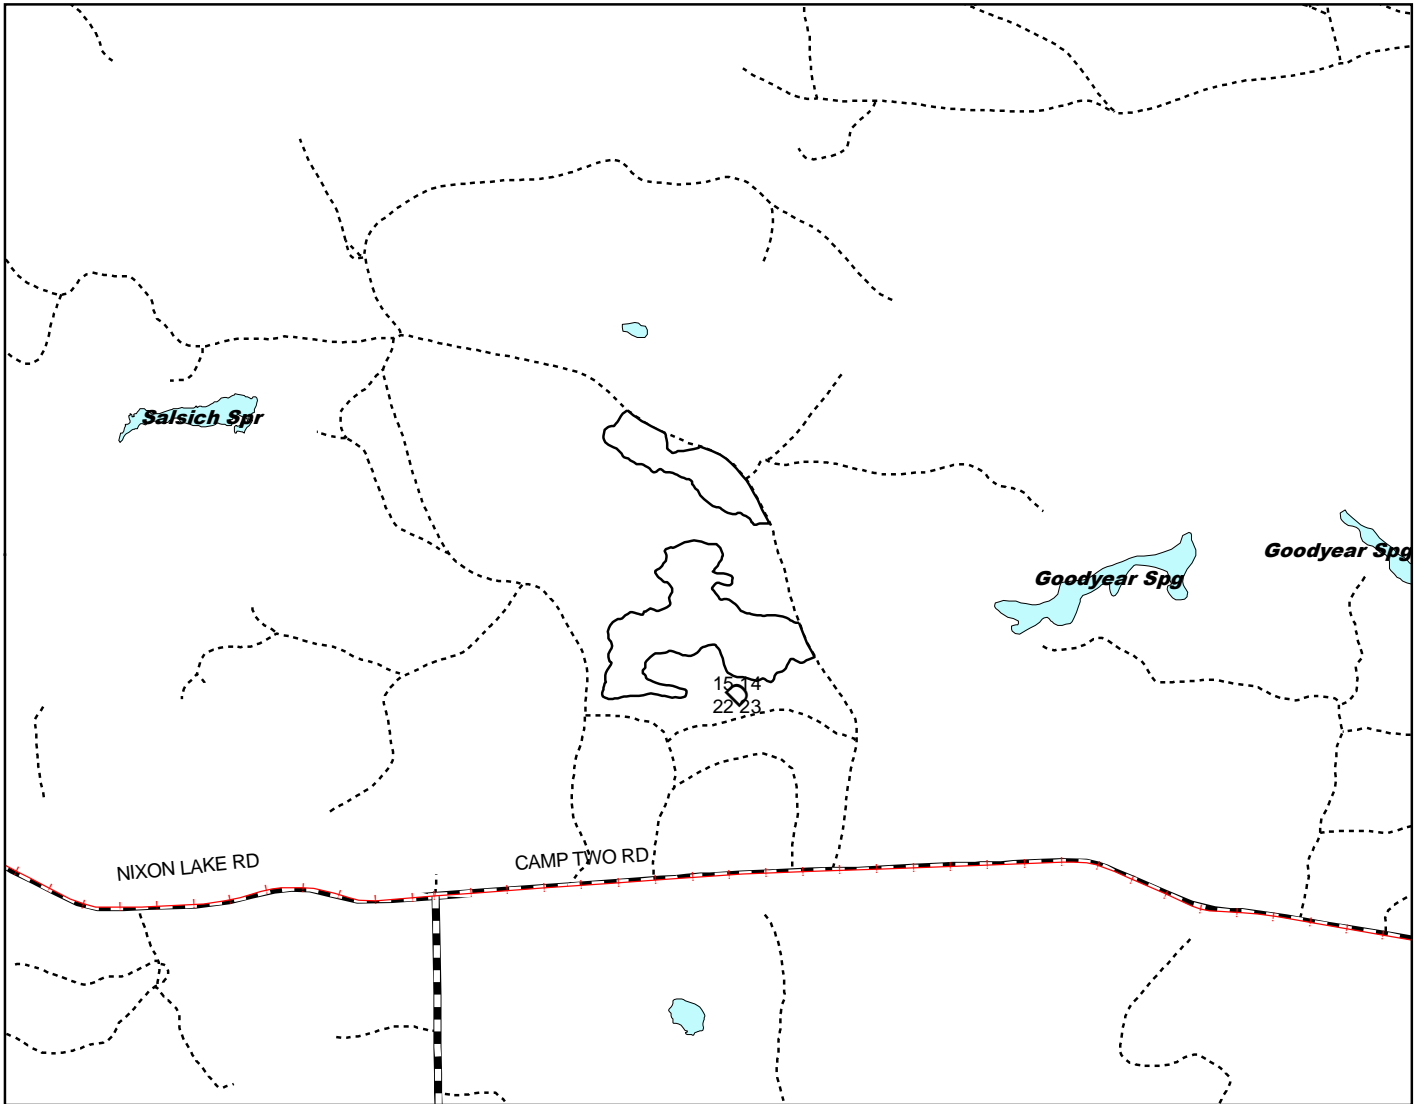 Salsich Spr
Goodyear Spg
Goodyear Spg
15 14
22 23
NIXON LAKE RD
CAMP TWO RD